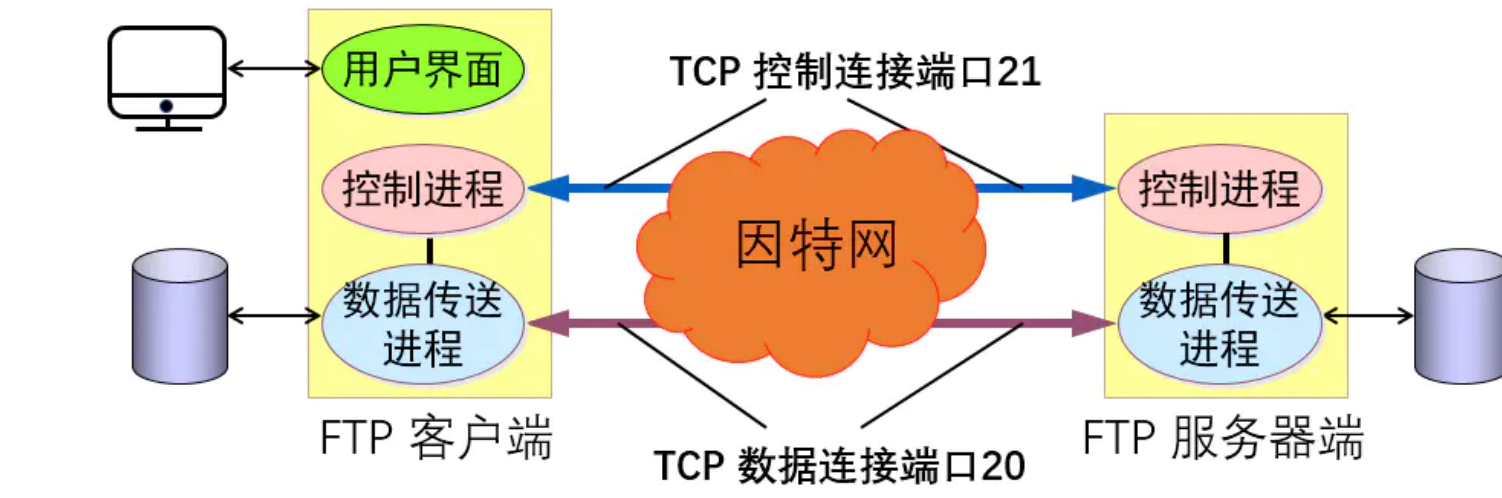 用户界面
TCP 控制连接端口21
控制进程
因特网
控制进程
数据传送
进程
数据传送
进程
FTP 客户端
FTP 服务器端
TCP 数据连接端口20